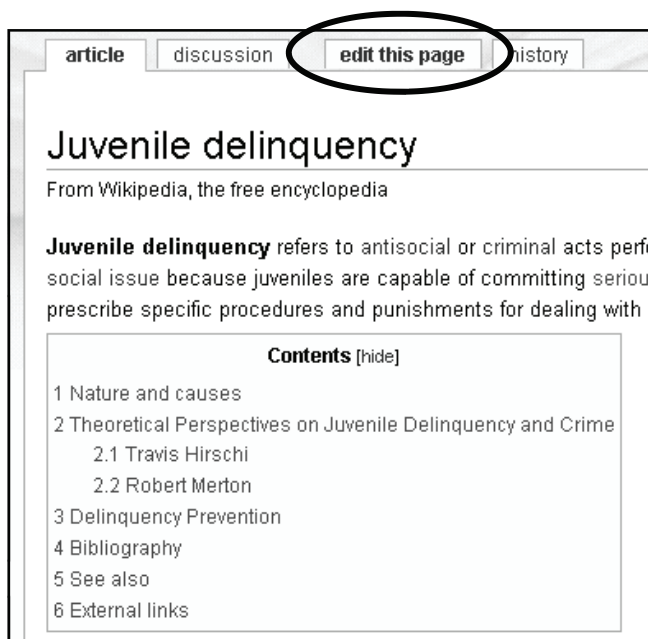 article discussion edit this page history
Juvenile delinquency
From Wikipedia, the free encyclopedia
Juvenile delinquency refers to antisocial or criminal acts
social issue because juveniles are capable of committing
prescribe specific procedures and punishments for dealing with
Contents [hide]
1 Nature and causes
2 Theoretical Perspectives on Juvenile Delinquency and Crime
2.1 Travis Hirschi
2.2 Robert Merton
3 Delinquency Prevention
4 Bibliography
5 See also
6 External links